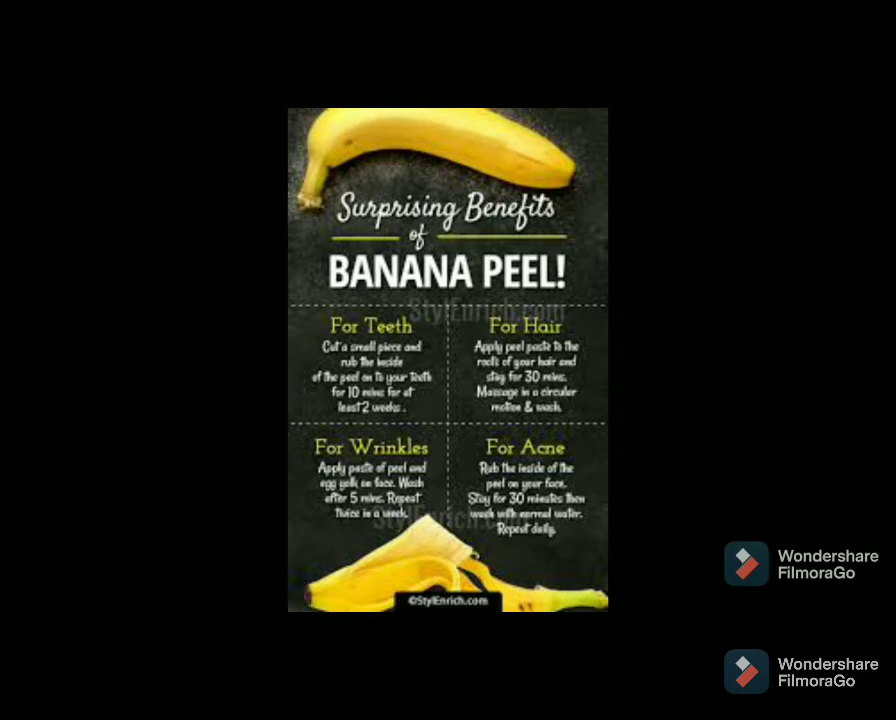 Surprising Benefits
of
BANANA PEEL!
StylEnrich.com
For Teeth
Cut a small piece and
rub the inside
of the peel on to your teeth
for 10 mins for at
least 2 weeks .
For Hair
Apply peel paste to the
roots of your hair and
stay for 30 mins.
Massage in a circular
motion & wash.
For Wrinkles
Apply paste of peel and
egg yolk on face. Wash
after 5 mins. Repeat
twice in a week.
For Acne
Rub the inside of the
peel on your face.
Stay for 30 minutes then
wash with normal water.
Repeat daily.
StylEnrich.com
©StylEnrich.com
Wondershare
FilmoraGo
Wondershare
FilmoraGo